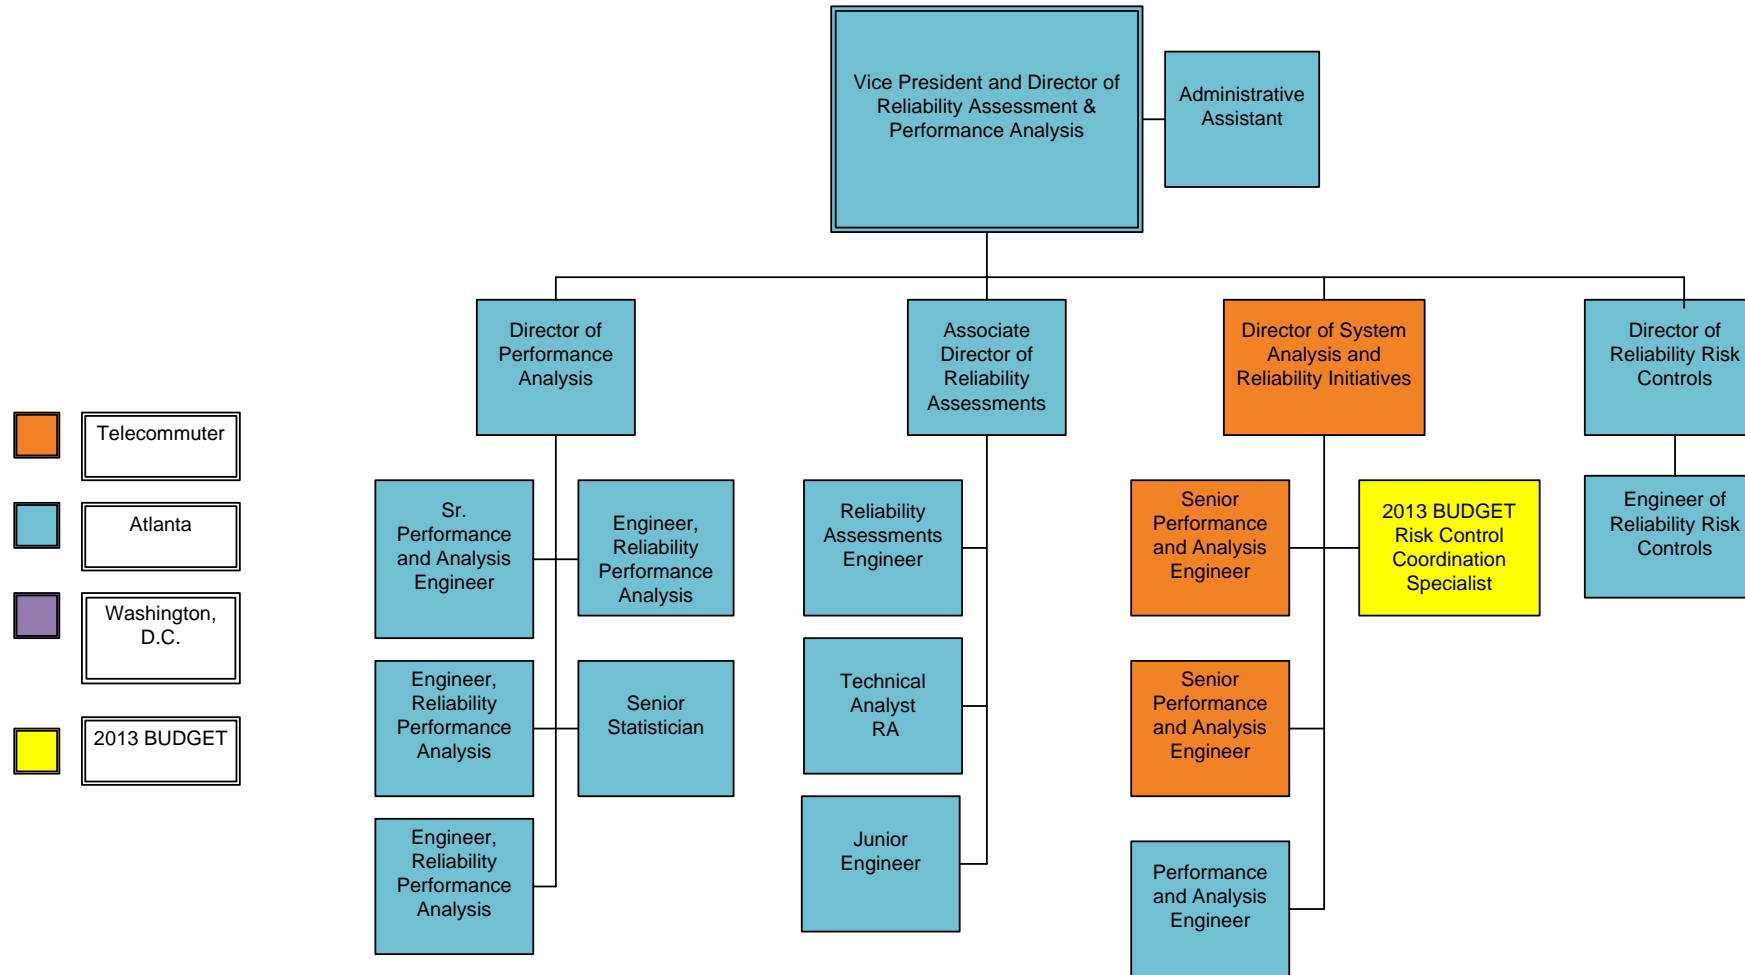 Vice President and Director of
Reliability Assessment &
Performance Analysis
Administrative
Assistant
Director of
Performance
Analysis
Associate
Director of
Reliability
Assessments
Director of System
Analysis and
Reliability Initiatives
Director of
Reliability Risk
Controls
Telecommuter
Atlanta
Washington,
D.C.
2013 BUDGET
Sr.
Performance
and Analysis
Engineer
Engineer,
Reliability
Performance
Analysis
Engineer,
Reliability
Performance
Analysis
Senior
Statistician
Engineer,
Reliability
Performance
Analysis
Reliability
Assessments
Engineer
Technical
Analyst
RA
Junior
Engineer
Senior
Performance
and Analysis
Engineer
2013 BUDGET
Risk Control
Coordination
Specialist
Senior
Performance
and Analysis
Engineer
Performance
and Analysis
Engineer
Engineer of
Reliability Risk
Controls